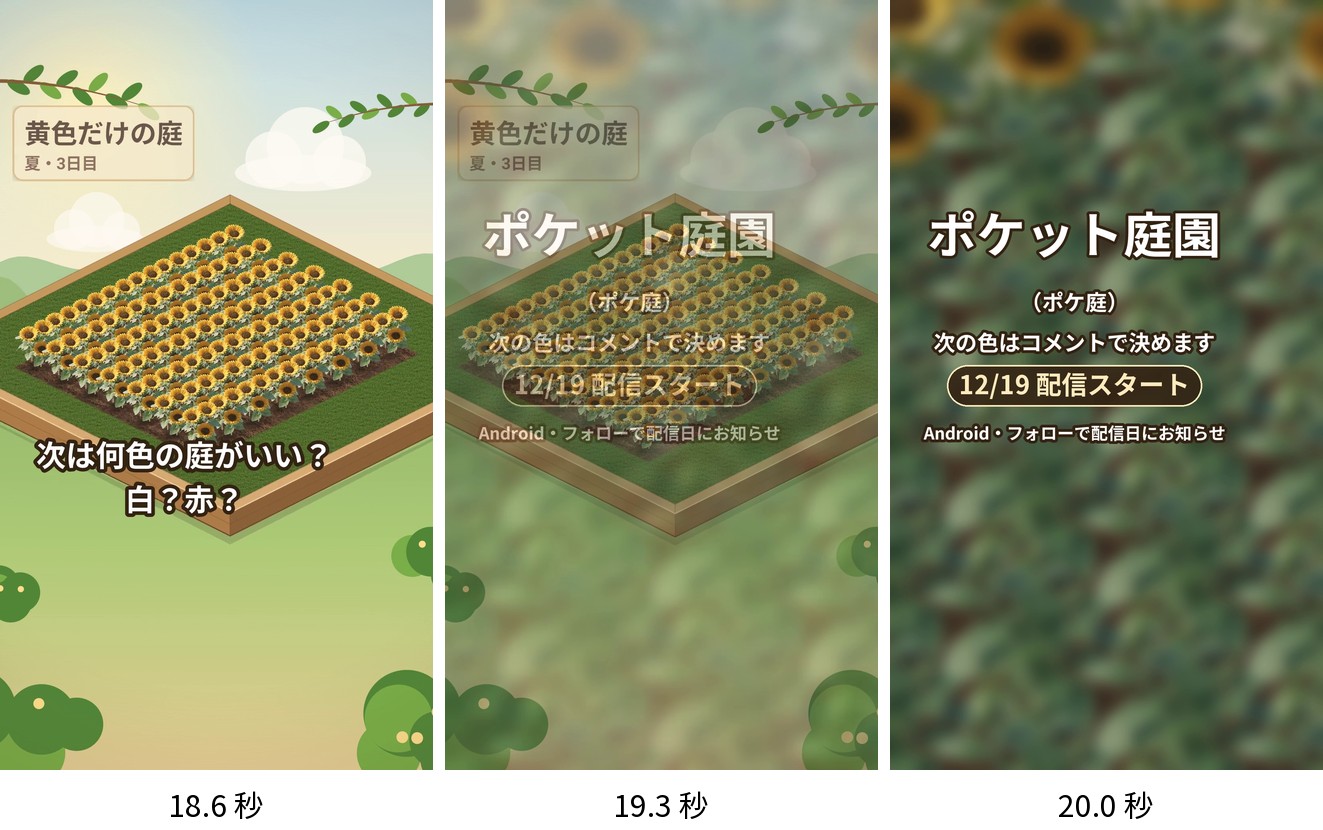 黄色だけの庭
夏・3日目
次は何色の庭がいい？
白？赤？
18.6 秒
黄色だけの庭
夏・3日目
ポケット庭園
（ポケ庭）
次の色はコメントで決めます
12/19 配信スタート
Android・フォローで配信日にお知らせ
19.3 秒
ポケット庭園
（ポケ庭）
次の色はコメントで決めます
12/19 配信スタート
Android・フォローで配信日にお知らせ
20.0 秒